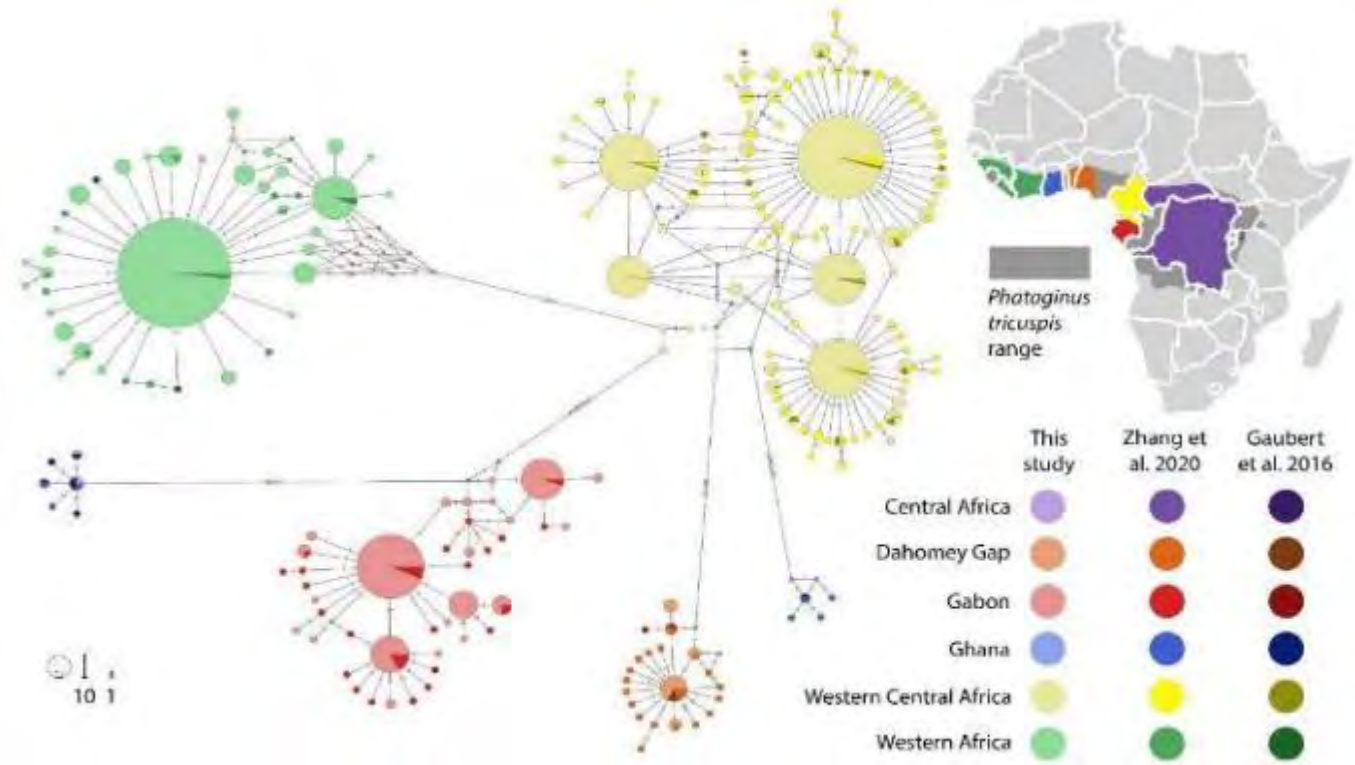 Phataginus
tricuspis
range
This study
Zhang et al. 2020
Gaubert et al. 2016
Central Africa
Dahomey Gap
Gabon
Ghana
Western Central Africa
Western Africa
10 1